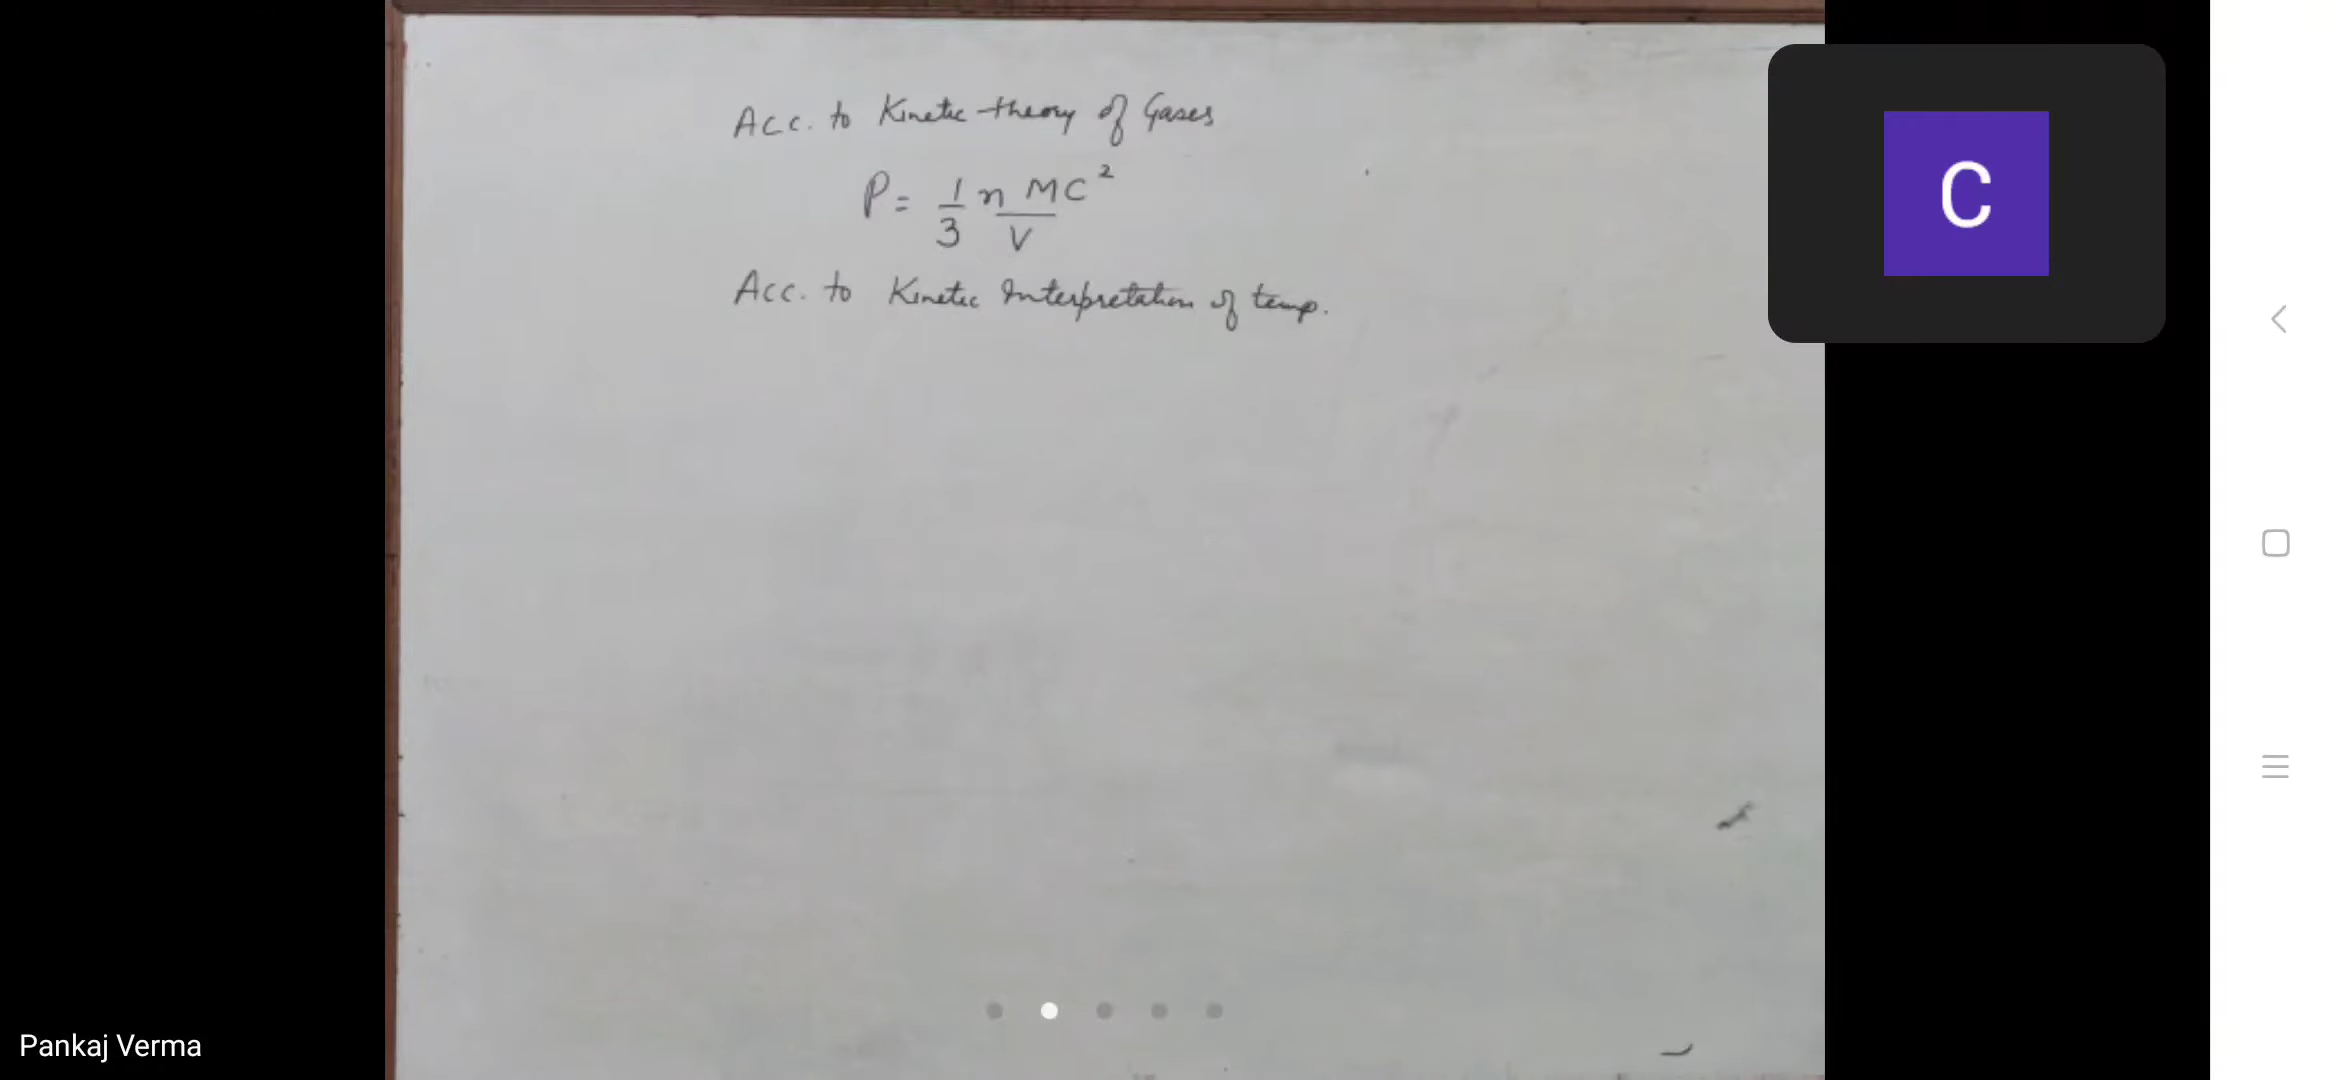 Acc. to Kinetic theory of Gases
P = 1/3 n MC²/V
Acc. to Kinetic Interpretation of temp.
C
Pankaj Verma